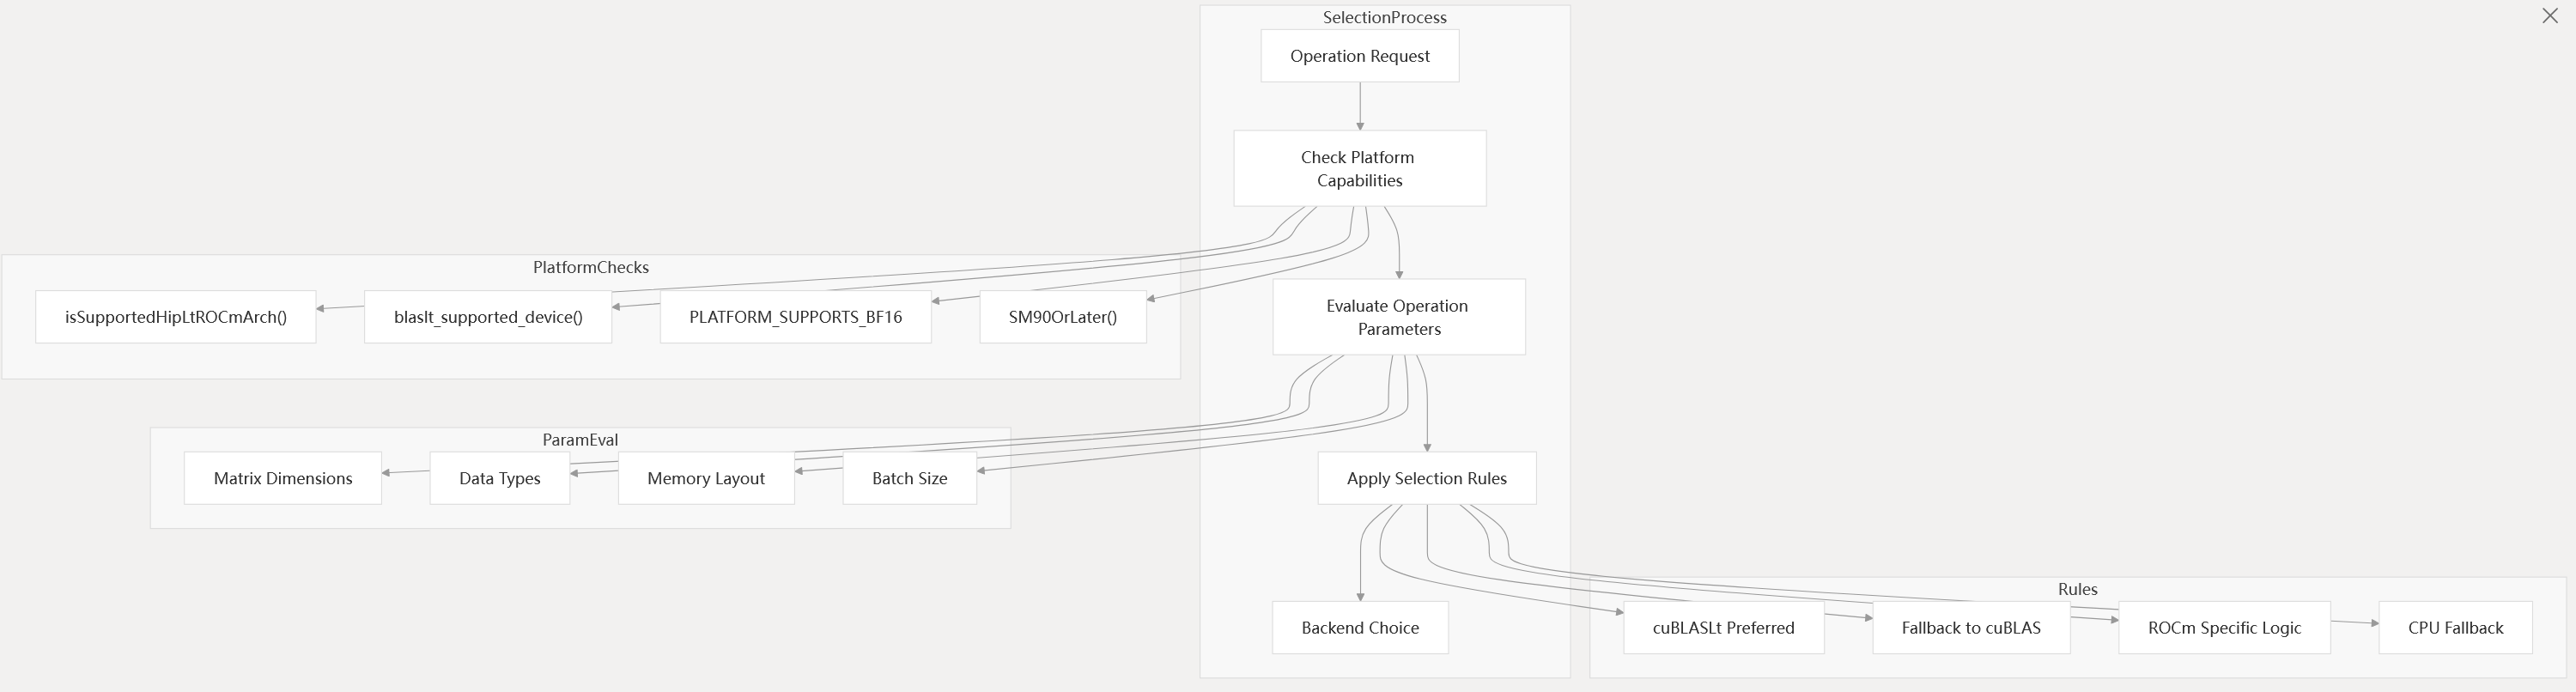 SelectionProcess
Operation Request
Check Platform
Capabilities
PlatformChecks
isSupportedHipLtROCmArch()
blaslt_supported_device()
PLATFORM_SUPPORTS_BF16
SM90OrLater()
Evaluate Operation
Parameters
ParamEval
Matrix Dimensions
Data Types
Memory Layout
Batch Size
Apply Selection Rules
Rules
Backend Choice
cuBLASLt Preferred
Fallback to cuBLAS
ROCm Specific Logic
CPU Fallback